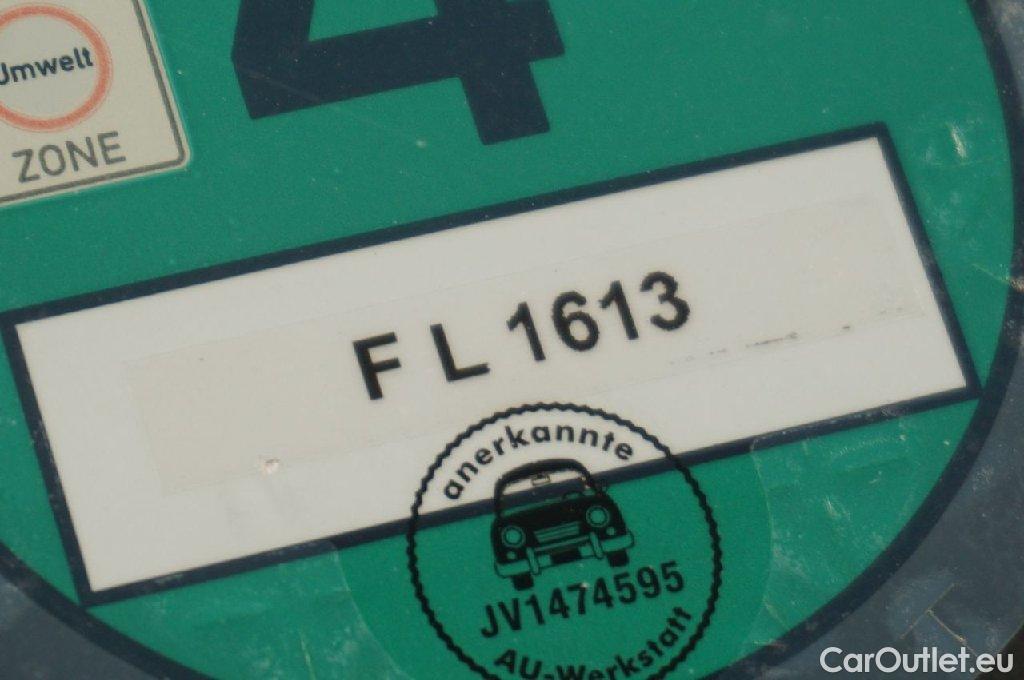 4
Umwelt
ZONE
F L 1613
anerkannte
JV1474595
AU-Werkstatt
CarOutlet.eu